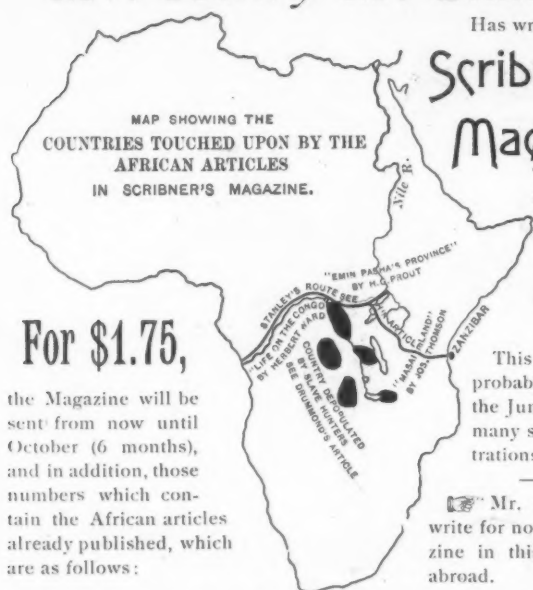 Has wr
Scrib
Mag
MAP SHOWING THE
COUNTRIES TOUCHED UPON BY THE
AFRICAN ARTICLES
IN SCRIBNER'S MAGAZINE.
Nile R.
"EMIN PASHA'S PROVINCE"
BY H.G. PROUT
STANLEY'S ROUTE SEE
HIS ARTICLE
"LIFE ON THE CONGO"
BY HERBERT WARD
COUNTRY DEPOPULATED
BY SLAVE HUNTERS
SEE DRUMMOND'S ARTICLE
"MASAI LAND"
BY JOS. THOMSON
ZANZIBAR
For $1.75,
the Magazine will be
sent from now until
October (6 months),
and in addition, those
numbers which con-
tain the African articles
already published, which
are as follows:
This
probab
the Jun
many s
trations
Mr.
write for no
zine in this
abroad.